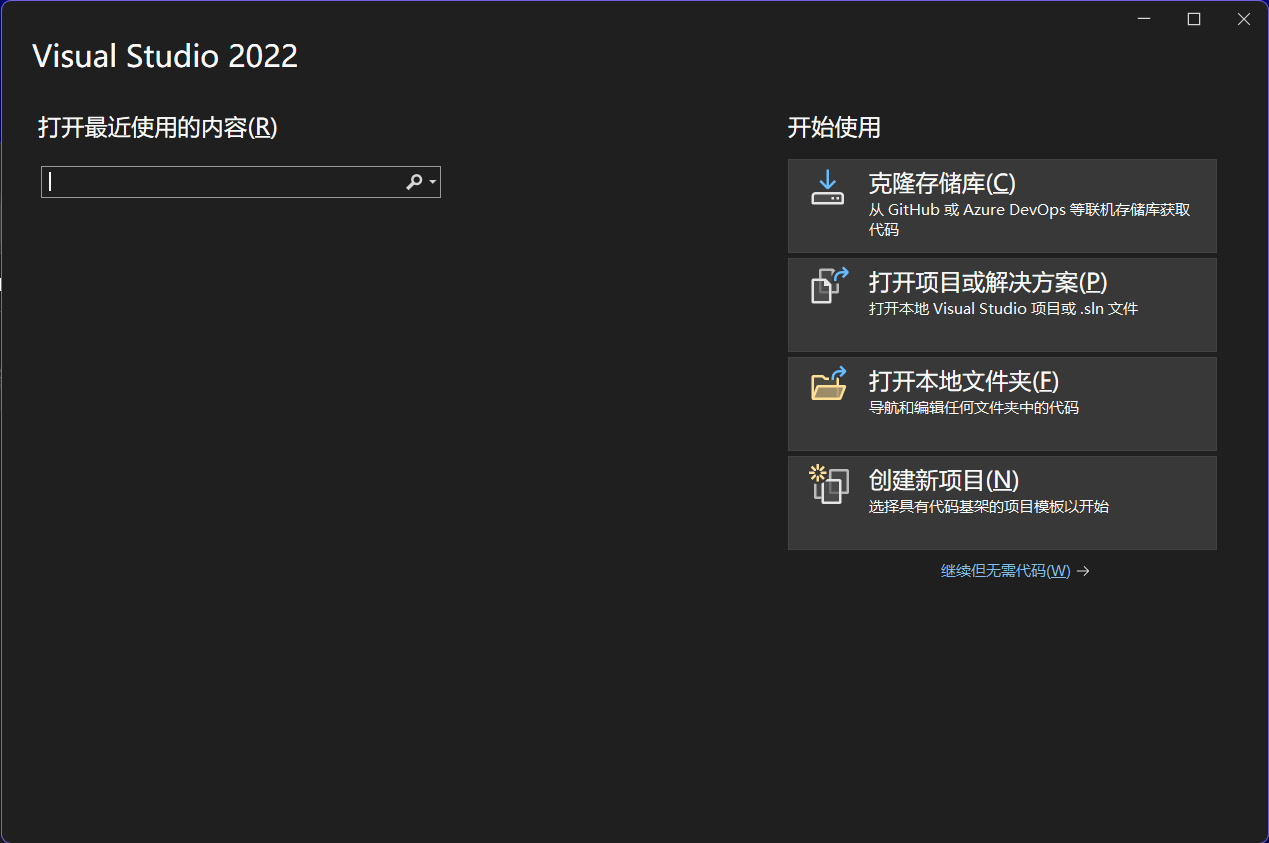 Visual Studio 2022
打开最近使用的内容(R)
开始使用
克隆存储库(C)
从 GitHub 或 Azure DevOps 等联机存储库获取
代码
打开项目或解决方案(P)
打开本地 Visual Studio 项目或 .sln 文件
打开本地文件夹(F)
导航和编辑任何文件夹中的代码
创建新项目(N)
选择具有代码基架的项目模板以开始
继续但无需代码(W) →